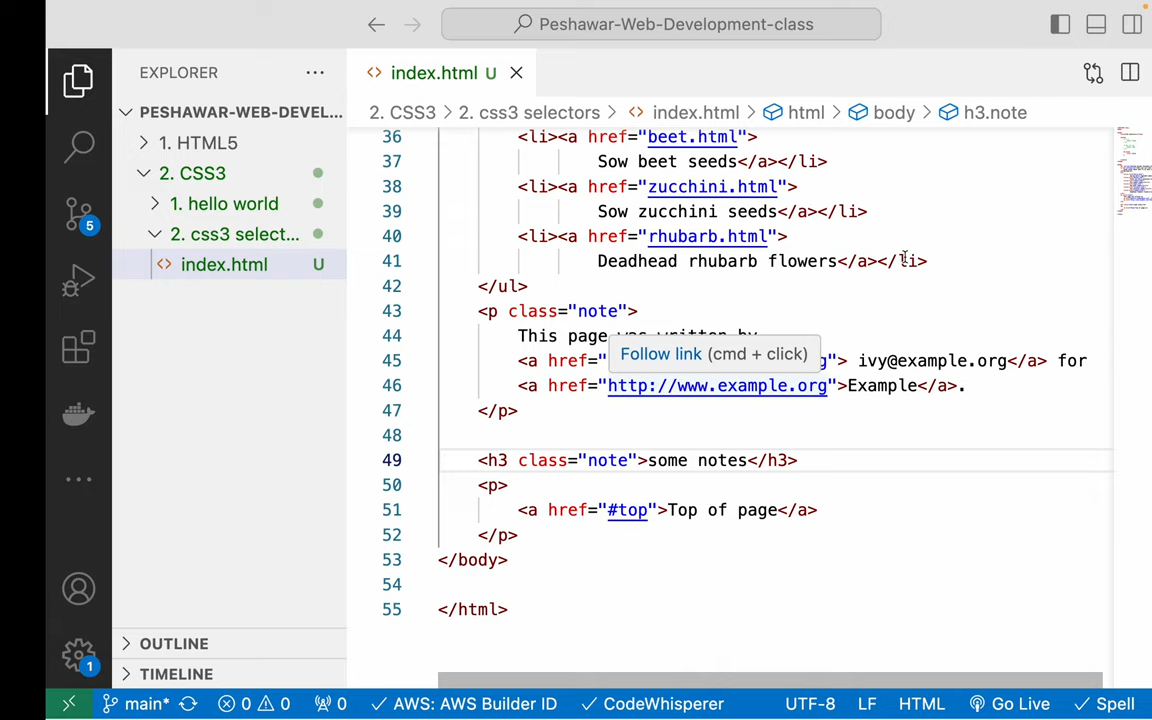 Peshawar-Web-Development-class
EXPLORER
index.html U
PESHAWAR-WEB-DEVEL...
2. CSS3 > 2. css3 selectors > index.html > html > body > h3.note
1. HTML5
2. CSS3
1. hello world
2. css3 select...
index.html U
36 <li><a href="beet.html">
37 Sow beet seeds</a></li>
38 <li><a href="zucchini.html">
39 Sow zucchini seeds</a></li>
40 <li><a href="rhubarb.html">
41 Deadhead rhubarb flowers</a></li>
42 </ul>
43 <p class="note">
44 This page was written by
Follow link (cmd + click)
45 <a href=" "> ivy@example.org</a> for
46 <a href="http://www.example.org">Example</a>.
47 </p>
48
49 <h3 class="note">some notes</h3>
50 <p>
51 <a href="#top">Top of page</a>
52 </p>
53 </body>
54
55 </html>
5
1
OUTLINE
TIMELINE
main* 0 0 0 AWS: AWS Builder ID CodeWhisperer UTF-8 LF HTML Go Live Spell